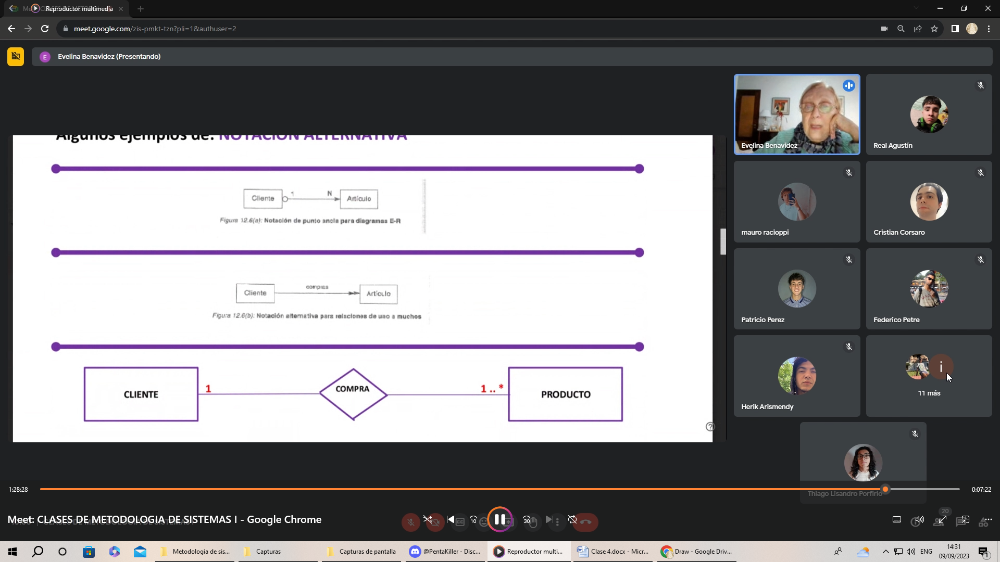 Reproductor multimedia
meet.google.com/zis-pmkt-tzn?pli=1&authuser=2
E
Evelina Benavidez (Presentando)
Algunos ejemplos de: NOTACIÓN ALTERNATIVA
Cliente 1 N Artículo
Figura 12.6(a): Notación de punto ancla para diagramas E-R
Cliente compras Artículo
Figura 12.6(b): Notación alternativa para relaciones de uno a muchos
CLIENTE 1 COMPRA 1 .. * PRODUCTO
Evelina Benavidez
Real Agustín
mauro racioppi
Cristian Corsaro
Patricio Perez
Federico Petre
Herik Arismendy
i
11 más
Thiago Lisandro Porfirio
1:28:28
0:07:22
Meet: CLASES DE METODOLOGIA DE SISTEMAS I - Google Chrome
10
30
20
Metodologia de sis...
Capturas
Capturas de pantalla
@PentaKiller - Disc...
Reproductor multi...
Clase 4.docx - Micr...
Draw - Google Driv...
ENG
14:31
09/09/2023
1